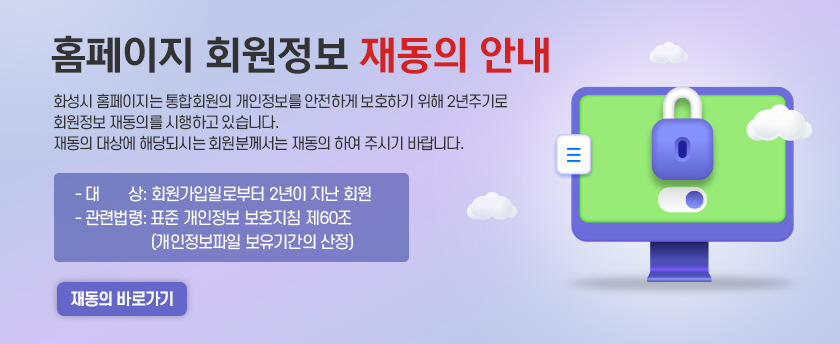 홈페이지 회원정보 재동의 안내
화성시 홈페이지는 통합회원의 개인정보를 안전하게 보호하기 위해 2년주기로
회원정보 재동의를 시행하고 있습니다.
재동의 대상에 해당되시는 회원분께서는 재동의 하여 주시기 바랍니다.
- 대 상: 회원가입일로부터 2년이 지난 회원
- 관련법령: 표준 개인정보 보호지침 제60조
(개인정보파일 보유기간의 산정)
재동의 바로가기